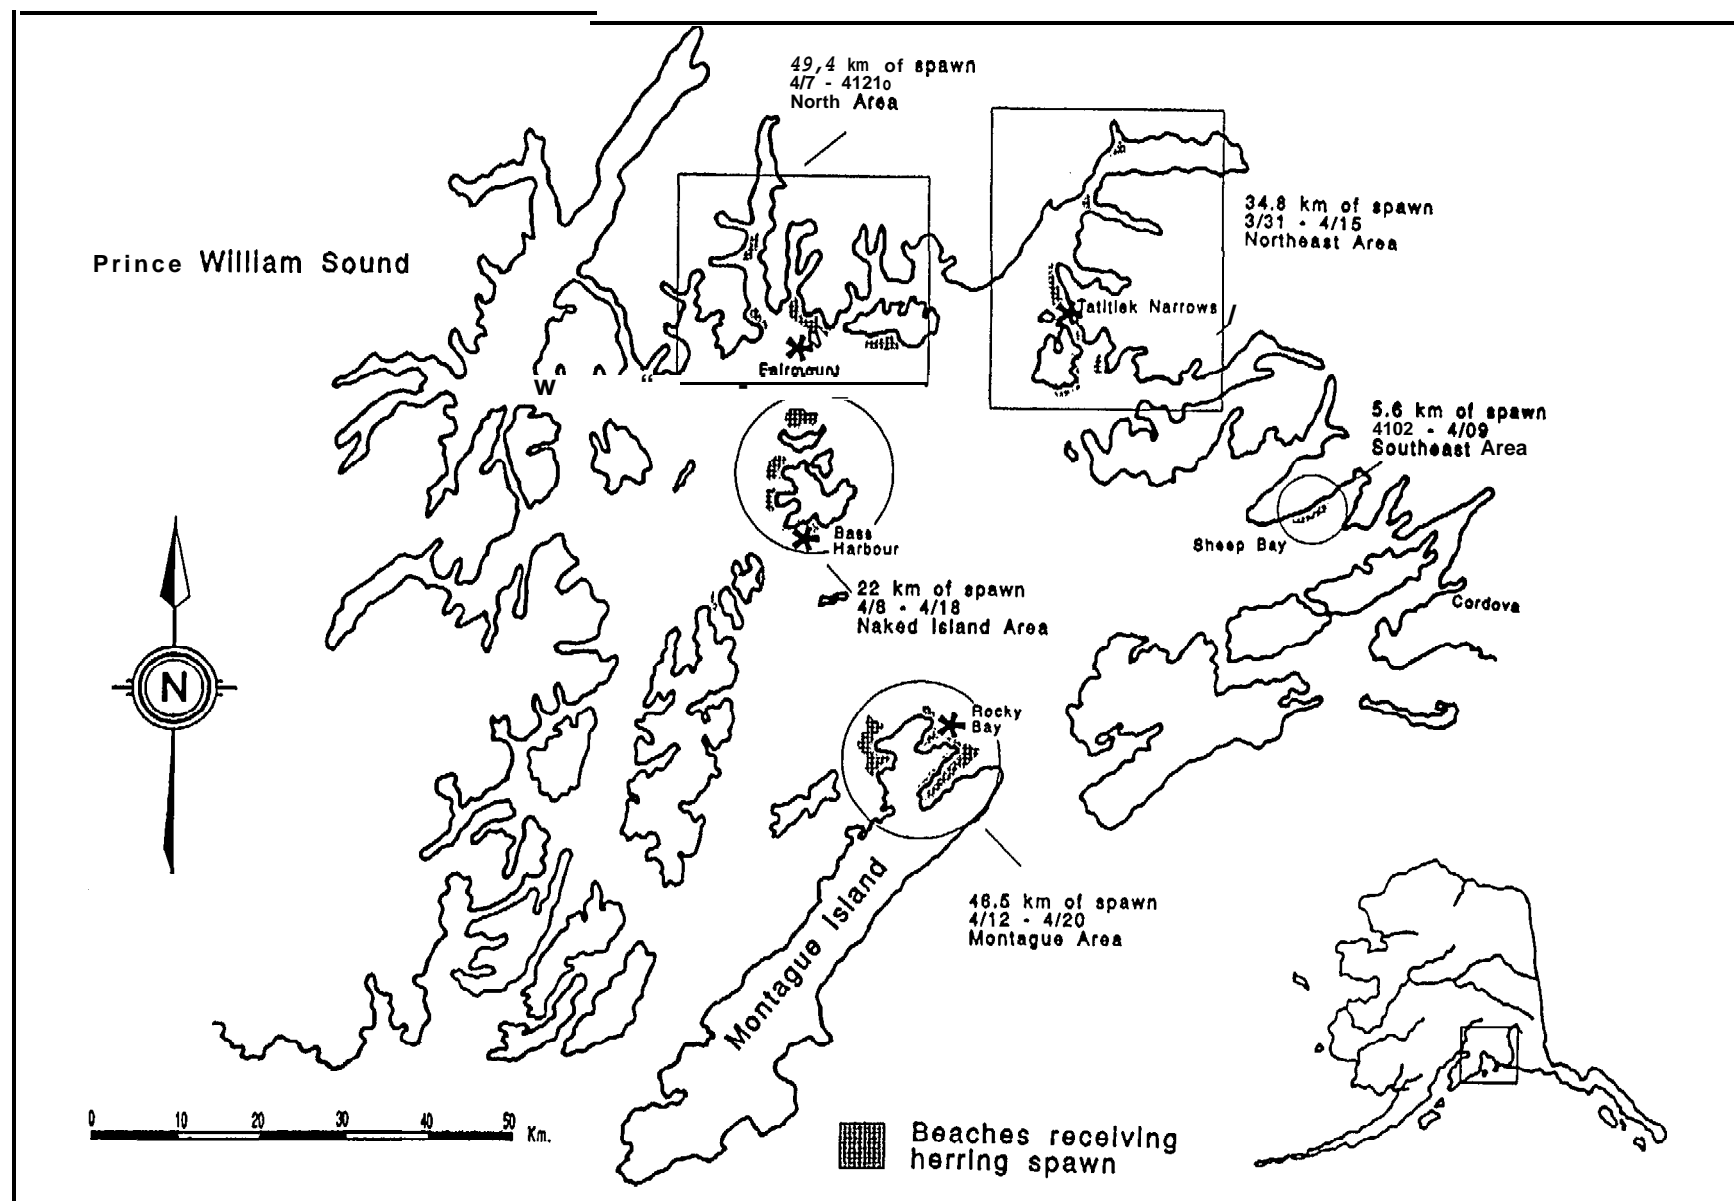 49,4 km of spawn
4/7 - 4121o
North Area
34.8 km of spawn
3/31 - 4/15
Northeast Area
Prince William Sound
Tatitlek Narrows
Fairmount
W
5.6 km of spawn
4102 - 4/09
Southeast Area
Bass
Harbour
Sheep Bay
22 km of spawn
4/8 - 4/18
Naked Island Area
Cordova
N
Rocky
Bay
46.5 km of spawn
4/12 - 4/20
Montague Area
Montague Island
0 10 20 30 40 50 Km.
Beaches receiving
herring spawn